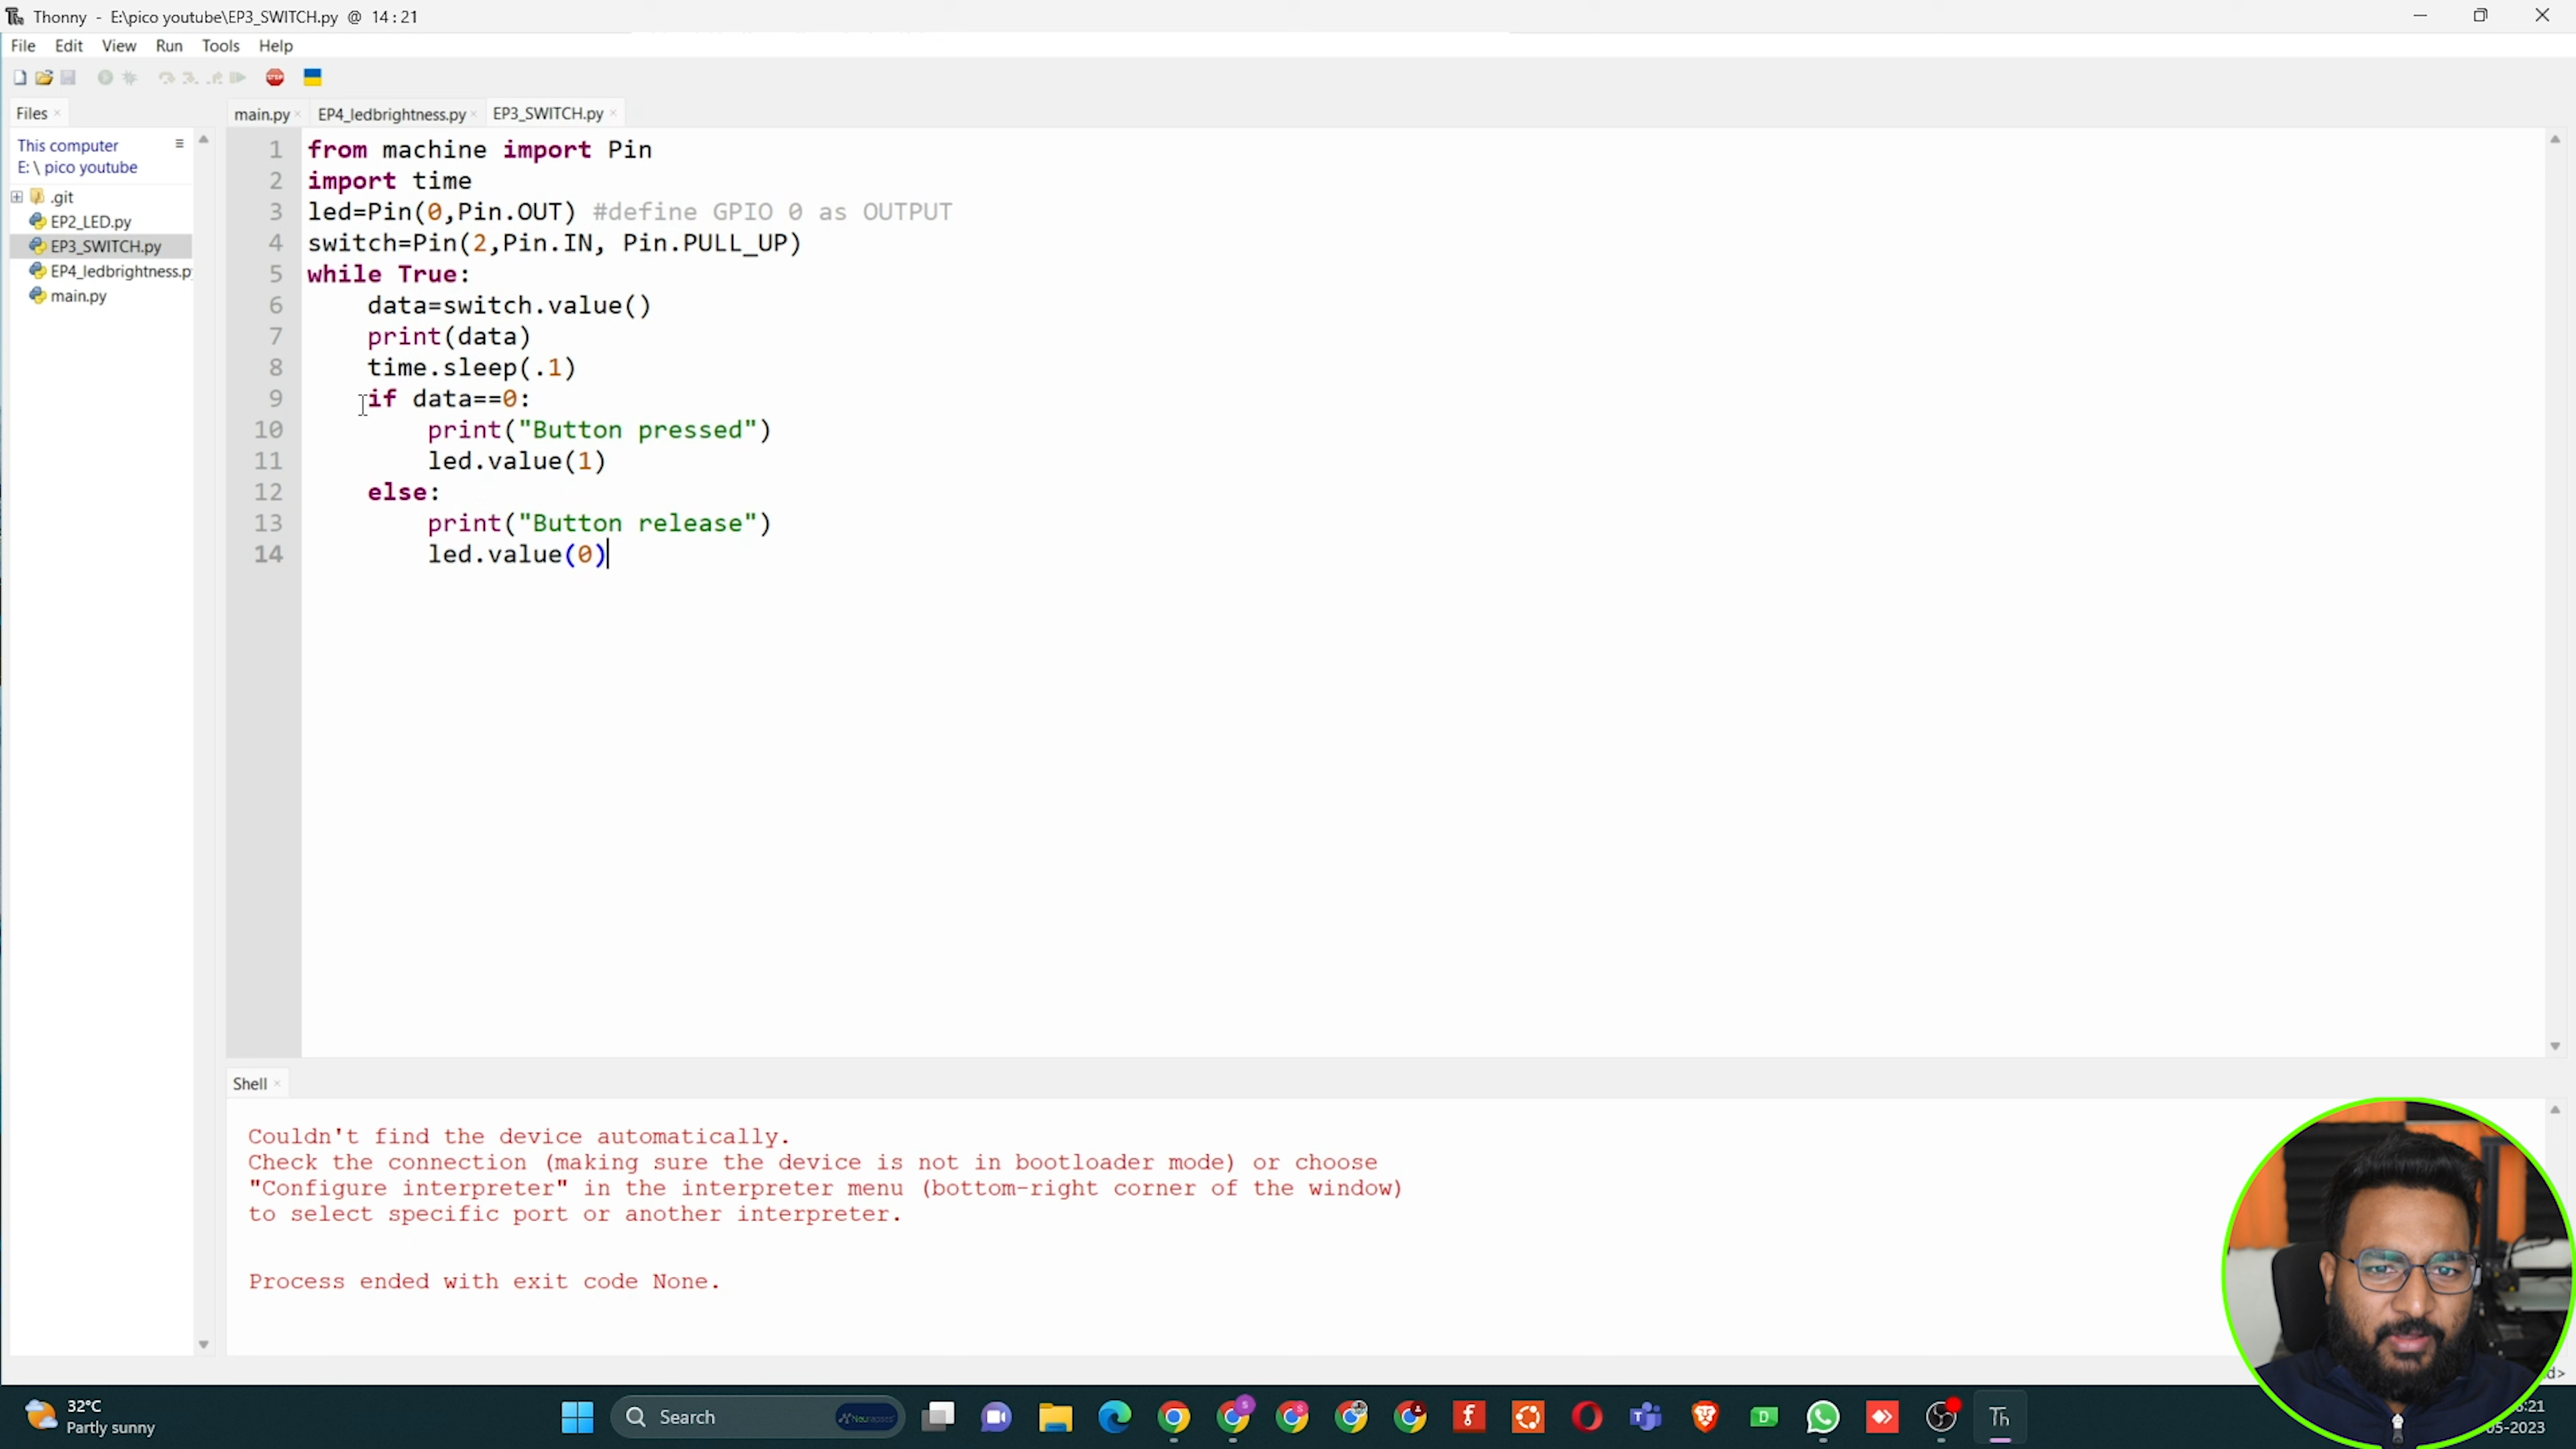 Thonny - E:\pico youtube\EP3_SWITCH.py @ 14:21
File Edit View Run Tools Help
STOP
Files
main.py
EP4_ledbrightness.py
EP3_SWITCH.py
This computer
E: \ pico youtube
.git
EP2_LED.py
EP3_SWITCH.py
EP4_ledbrightness.p
main.py
1 from machine import Pin
2 import time
3 led=Pin(0,Pin.OUT) #define GPIO 0 as OUTPUT
4 switch=Pin(2,Pin.IN, Pin.PULL_UP)
5 while True:
6 data=switch.value()
7 print(data)
8 time.sleep(.1)
9 if data==0:
10 print("Button pressed")
11 led.value(1)
12 else:
13 print("Button release")
14 led.value(0)
Shell
Couldn't find the device automatically.
Check the connection (making sure the device is not in bootloader mode) or choose
"Configure interpreter" in the interpreter menu (bottom-right corner of the window)
to select specific port or another interpreter.
Process ended with exit code None.
32°C
Partly sunny
Search
Th
:21
05-2023